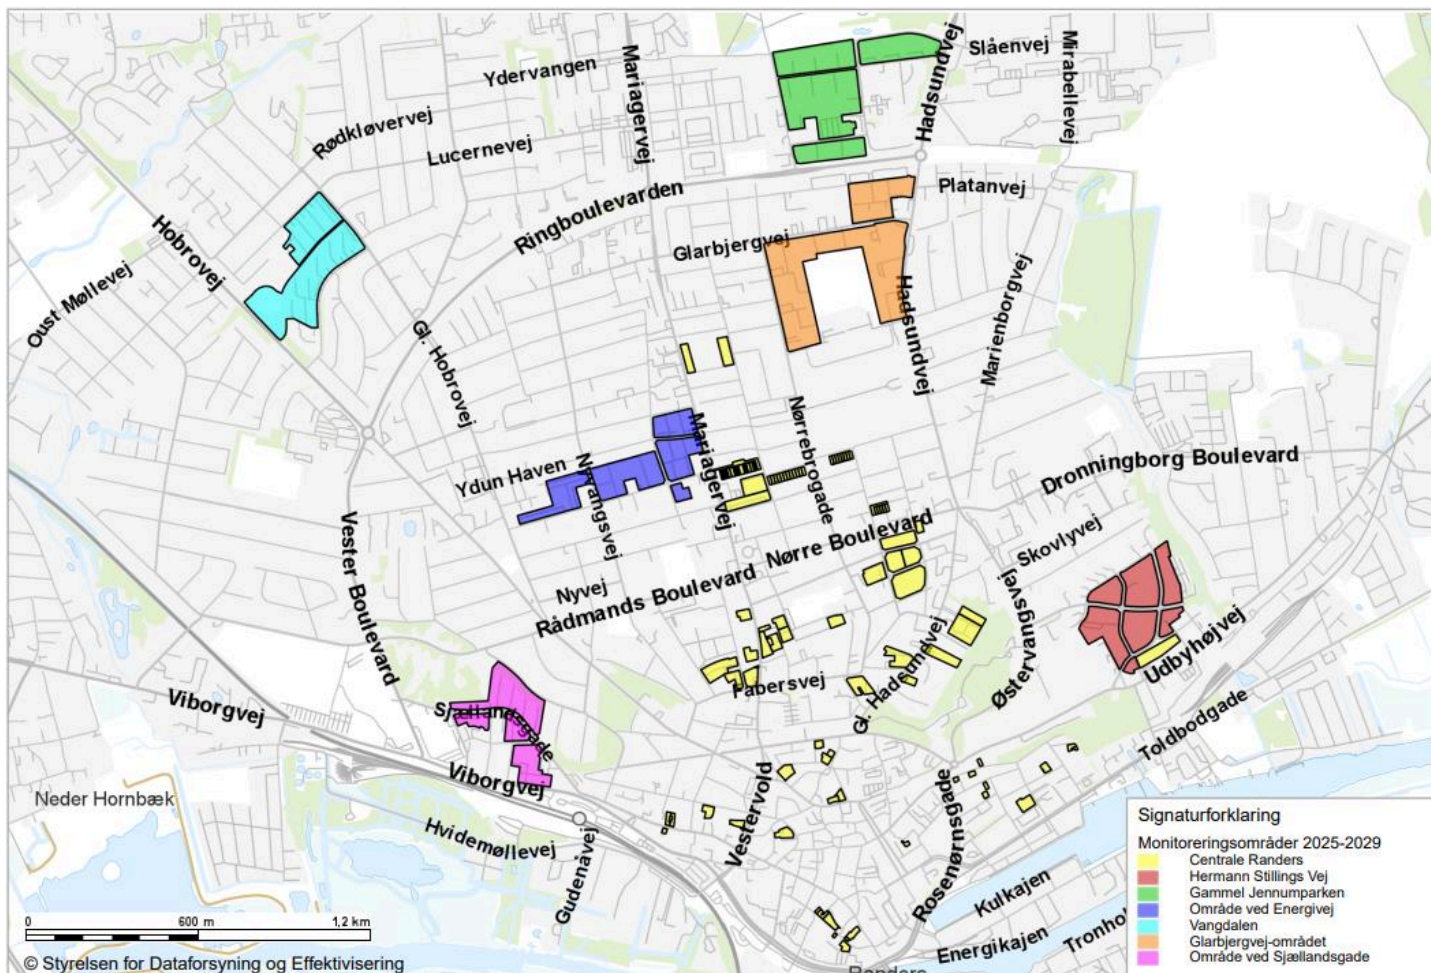 Ydervangen
Mariagervej
Hadsundvej
Slåenvej
Mirabellevej
Rødkløvervej
Lucernevej
Ringboulevarden
Platanvej
Hobrovej
Oust Møllevej
Glarbjergvej
Hadsundvej
Marienborgvej
Gl. Hobrovej
Ydun Haven
Mariagervej
Nørrebrogade
Dronningborg Boulevard
Vester Boulevard
Nyvej
Rådmands Boulevard
Nørre Boulevard
Skovlyvej
Østervangsvej
Udbyhøjvej
Fabersvej
Gl. Hadsundvej
Viborgvej
Sjællandsgade
Viborgvej
Toldbodgade
Neder Hornbæk
Hvidemøllevej
Gudenåvej
Vestervold
Rosenørnsgade
Kulkajen
Energikajen
Tronho
Randers
Signaturforklaring
Monitoreringsområder 2025-2029
Centrale Randers
Hermann Stillings Vej
Gammel Jennumparken
Område ved Energivej
Vangdalen
Glarbjergvej-området
Område ved Sjællandsgade
0 600 m 1,2 km
© Styrelsen for Dataforsyning og Effektivisering